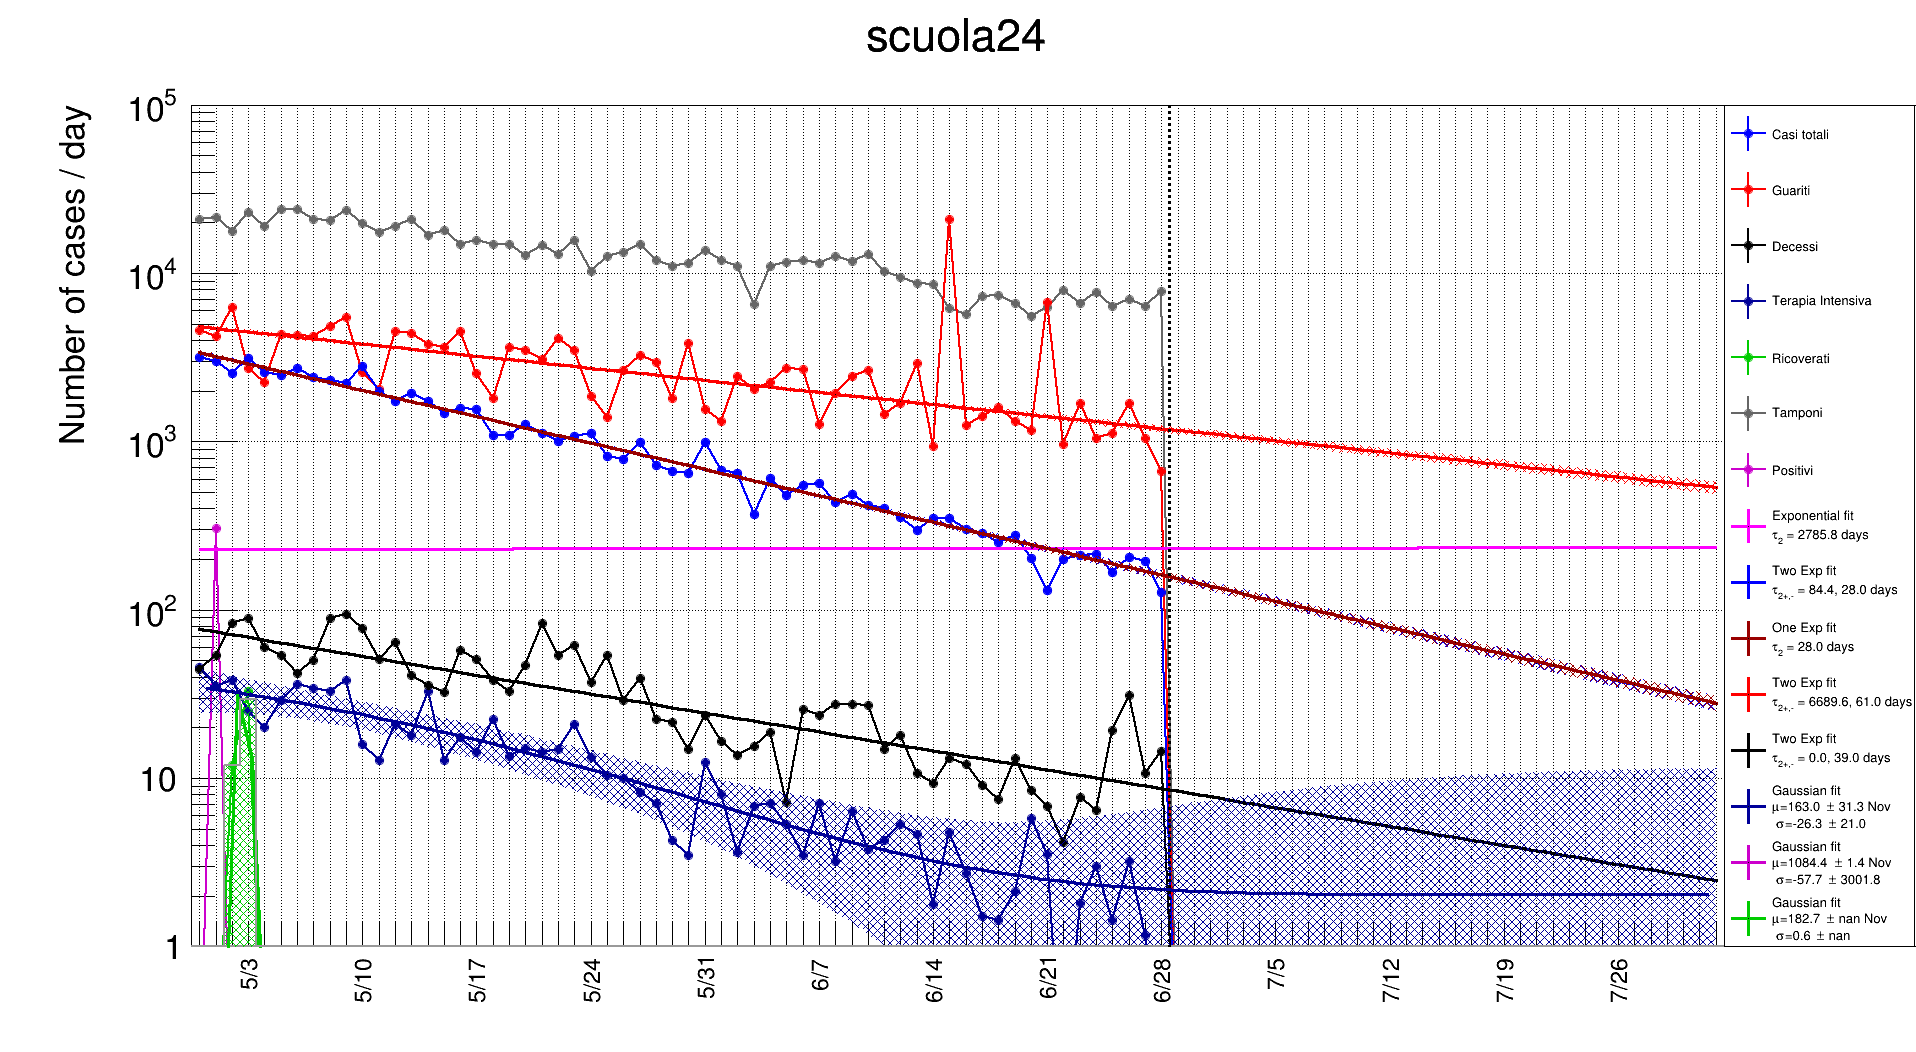 scuola24
Number of cases / day
10^5
10^4
10^3
10^2
10
1
5/3
5/10
5/17
5/24
5/31
6/7
6/14
6/21
6/28
7/5
7/12
7/19
7/26
Casi totali
Guariti
Decessi
Terapia Intensiva
Ricoverati
Tamponi
Positivi
Exponential fit
τ2 = 2785.8 days
Two Exp fit
τ2+,- = 84.4, 28.0 days
One Exp fit
τ2 = 28.0 days
Two Exp fit
τ2+,- = 6689.6, 61.0 days
Two Exp fit
τ2+,- = 0.0, 39.0 days
Gaussian fit
μ=163.0 ± 31.3 Nov
σ=-26.3 ± 21.0
Gaussian fit
μ=1084.4 ± 1.4 Nov
σ=-57.7 ± 3001.8
Gaussian fit
μ=182.7 ± nan Nov
σ=0.6 ± nan